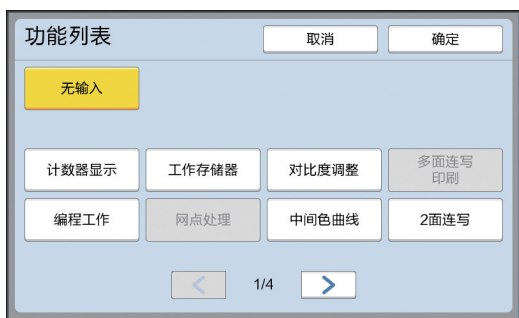 功能列表
取消
确定
无输入
计数器显示
工作存储器
对比度调整
多面连写
印刷
编程工作
网点处理
中间色曲线
2面连写
1/4